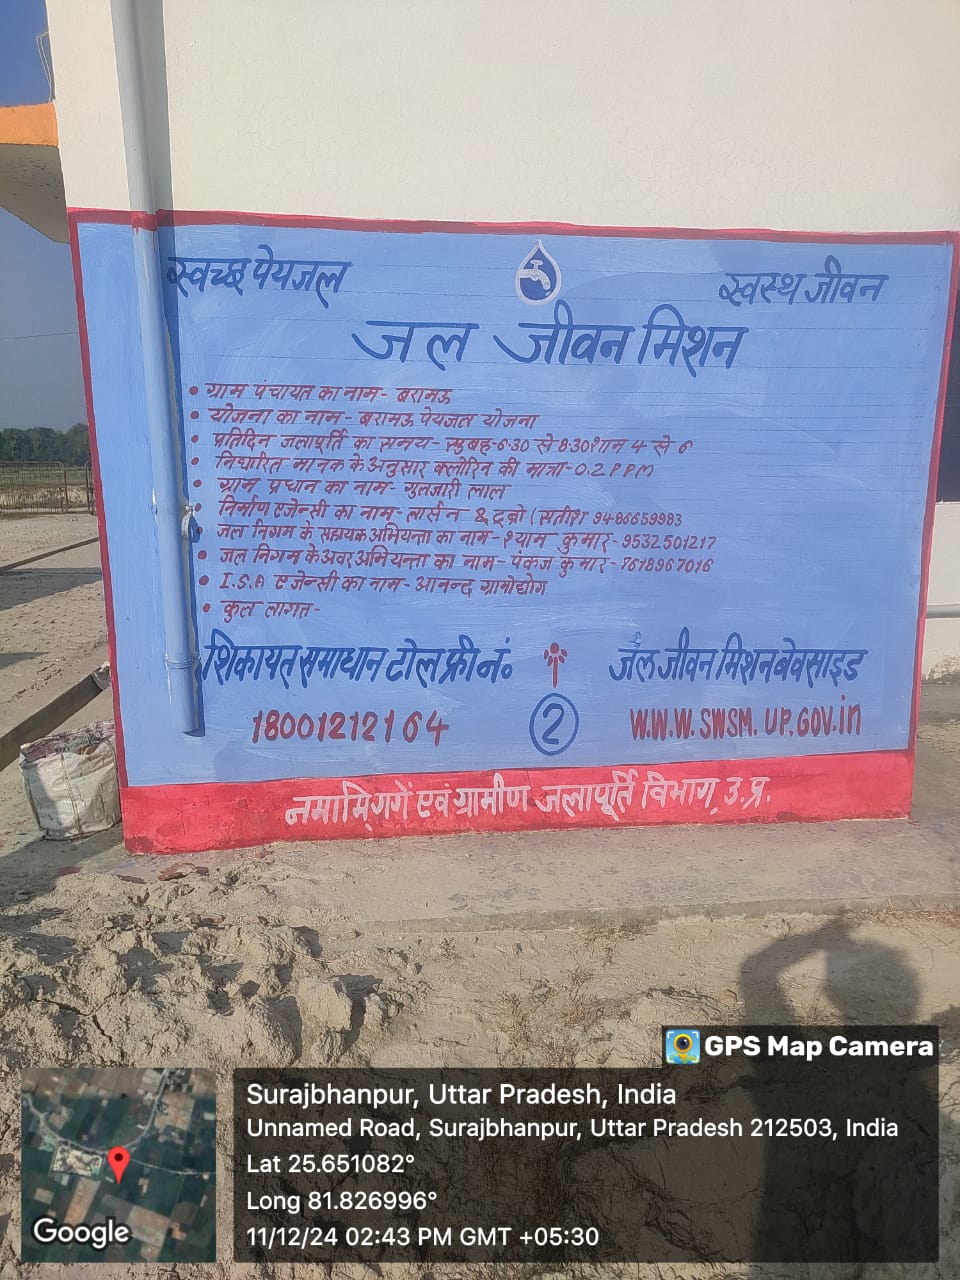 स्वच्छ पेयजल
स्वस्थ जीवन
जल जीवन मिशन
• ग्राम पंचायत का नाम- बरामऊ
• योजना का नाम- बरामऊ पेयजल योजना
• प्रतिदिन जलापूर्ति का समय- सुबह-6:30 से 8:30 शाम 4 से 6
• निर्धारित मानक के अनुसार क्लोरिन की मात्रा-0.2 PPM
• ग्राम प्रधान का नाम- गुलजारी लाल
• निर्माण एजेन्सी का नाम- लार्सन & टूब्रो (सतीश 9486659983
• जल निगम के सहायक अभियन्ता का नाम- श्याम कुमार-9532501217
• जल निगम के अवर अभियन्ता का नाम- पंकज कुमार-7618967016
• I.S.A एजेन्सी का नाम- आनन्द ग्रामोद्योग
• कुल लागत-
शिकायत समाधान टोल फ्री नं०
जल जीवन मिशन बेवसाइड
18001212164
2
W.W.W. SWSM. UP. GOV.in
नमामि गगें एवं ग्रामीण जलापूर्ति विभाग, उ.प्र.
GPS Map Camera
Surajbhanpur, Uttar Pradesh, India
Unnamed Road, Surajbhanpur, Uttar Pradesh 212503, India
Lat 25.651082°
Long 81.826996°
11/12/24 02:43 PM GMT +05:30
Google